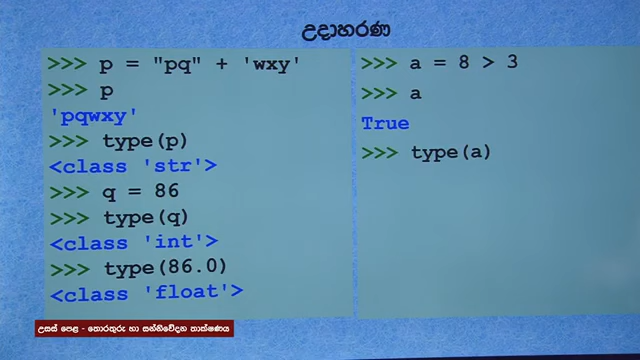 උදාහරණ
>>> p = "pq" + 'wxy'
>>> p
'pqwxy'
>>> type(p)
<class 'str'>
>>> q = 86
>>> type(q)
<class 'int'>
>>> type(86.0)
<class 'float'>
>>> a = 8 > 3
>>> a
True
>>> type(a)
උසස් පෙළ - තොරතුරු හා සන්නිවේදන තාක්ෂණය